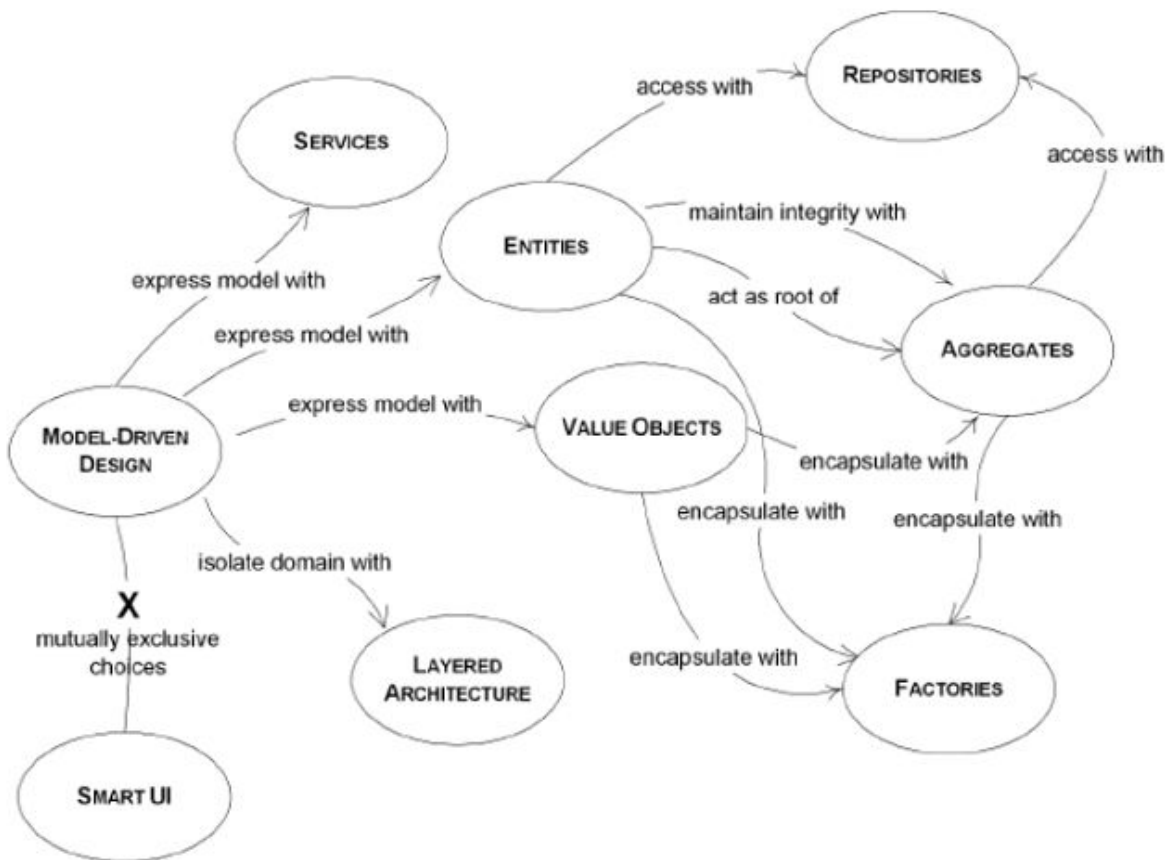 REPOSITORIES
access with
SERVICES
access with
maintain integrity with
ENTITIES
express model with
act as root of
express model with
AGGREGATES
express model with
VALUE OBJECTS
MODEL-DRIVEN
DESIGN
encapsulate with
encapsulate with
encapsulate with
isolate domain with
X
mutually exclusive
choices
encapsulate with
LAYERED
ARCHITECTURE
FACTORIES
SMART UI